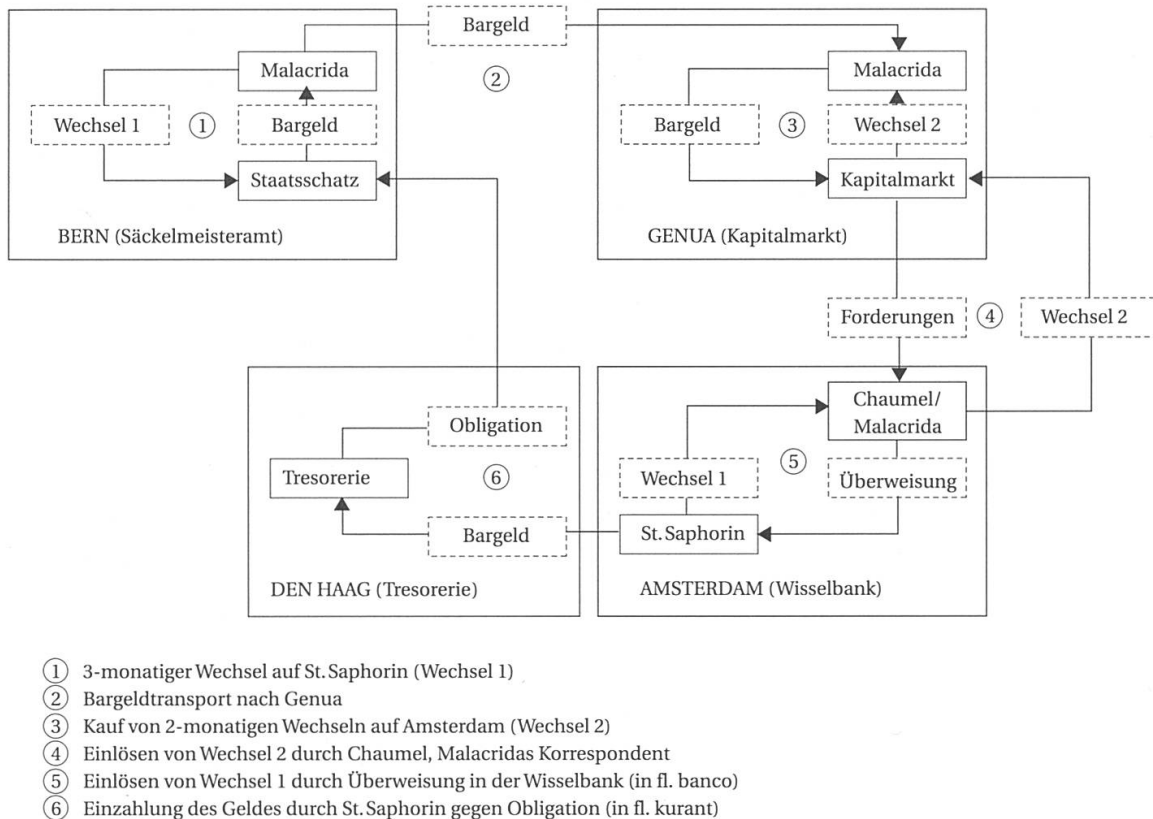 Bargeld
②
Malacrida
Wechsel 1
①
Bargeld
Staatsschatz
BERN (Säckelmeisteramt)
Malacrida
Bargeld
③
Wechsel 2
Kapitalmarkt
GENUA (Kapitalmarkt)
Forderungen
④
Wechsel 2
Obligation
⑥
Tresorerie
Bargeld
DEN HAAG (Tresorerie)
Chaumel/
Malacrida
⑤
Wechsel 1
Überweisung
St. Saphorin
AMSTERDAM (Wisselbank)
① 3-monatiger Wechsel auf St. Saphorin (Wechsel 1)
② Bargeldtransport nach Genua
③ Kauf von 2-monatigen Wechseln auf Amsterdam (Wechsel 2)
④ Einlösen von Wechsel 2 durch Chaumel, Malacridas Korrespondent
⑤ Einlösen von Wechsel 1 durch Überweisung in der Wisselbank (in fl. banco)
⑥ Einzahlung des Geldes durch St. Saphorin gegen Obligation (in fl. kurant)